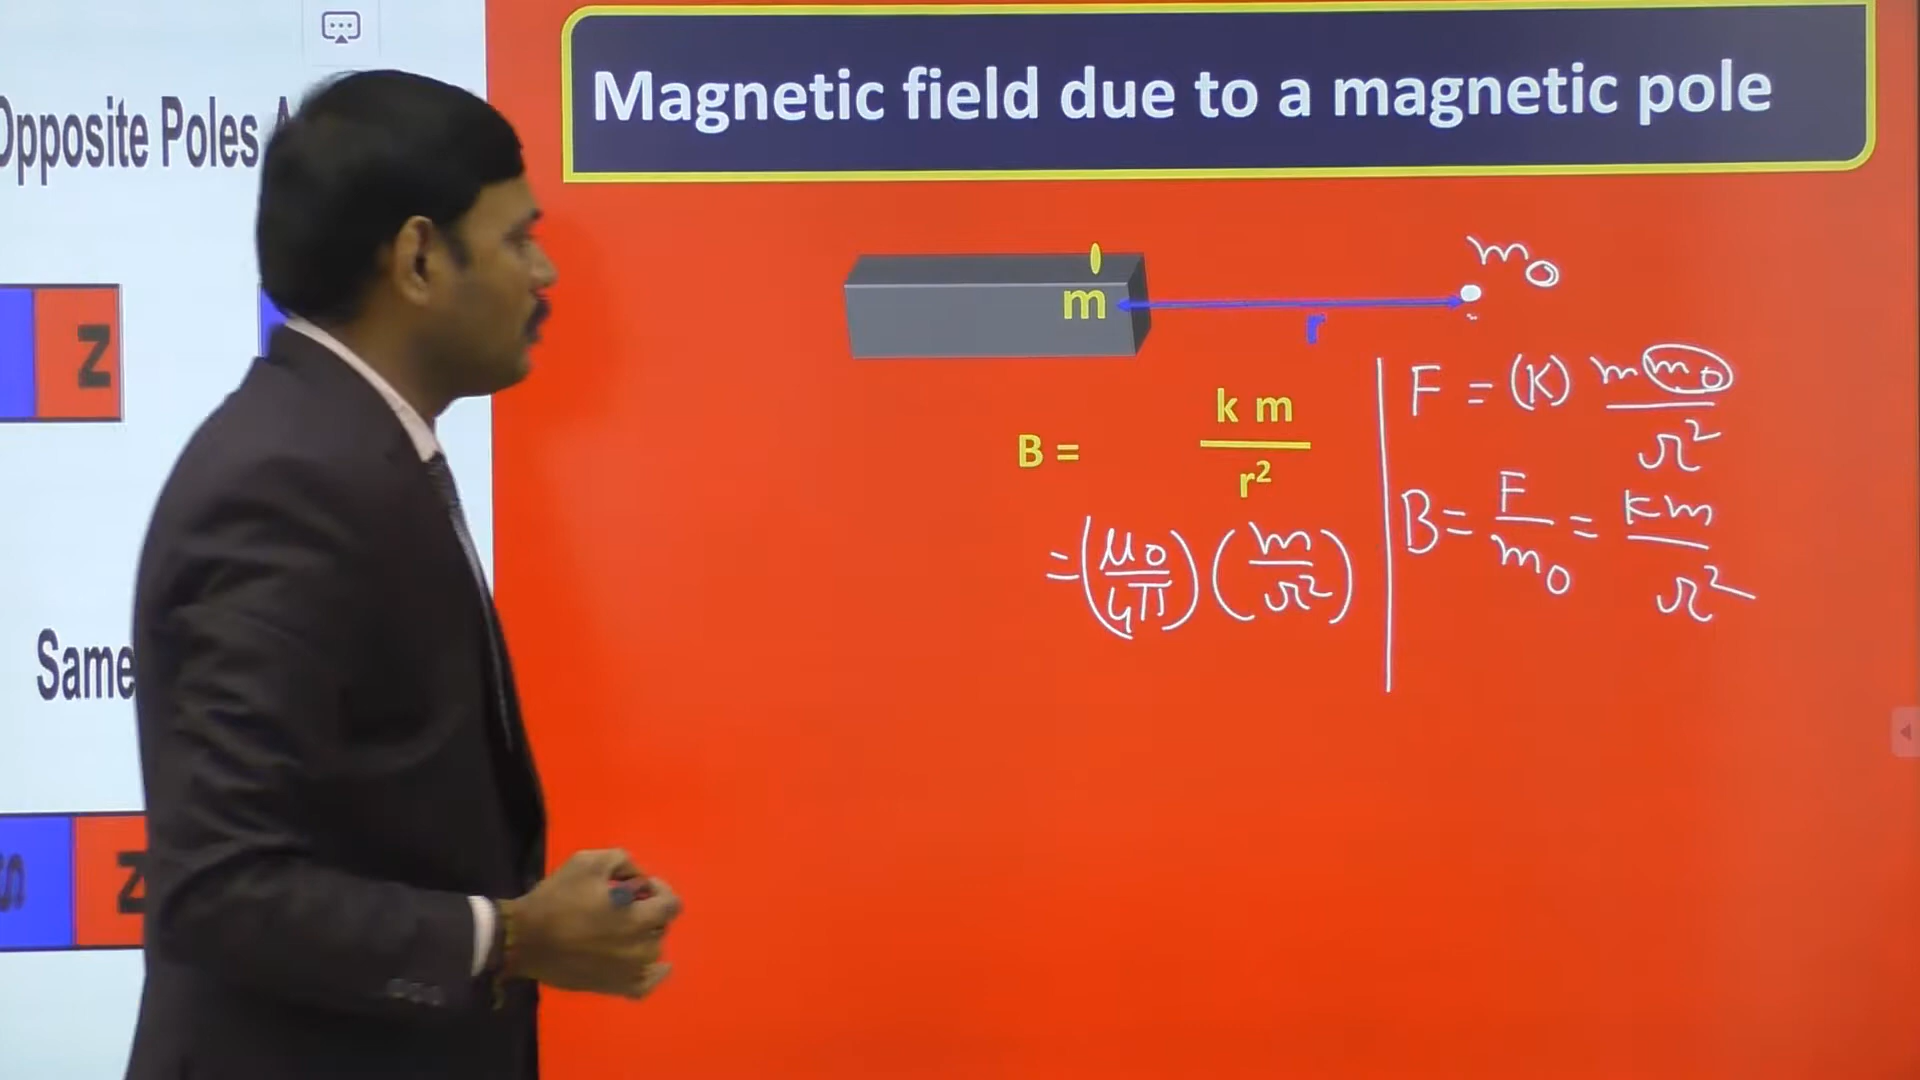 Magnetic field due to a magnetic pole
Opposite Poles
m₀
m
r
N
F = (K) m m₀ / r²
B = k m / r²
B = F / m₀ = Km / r²
= (μ₀ / 4π) (m / r²)
Same
S N